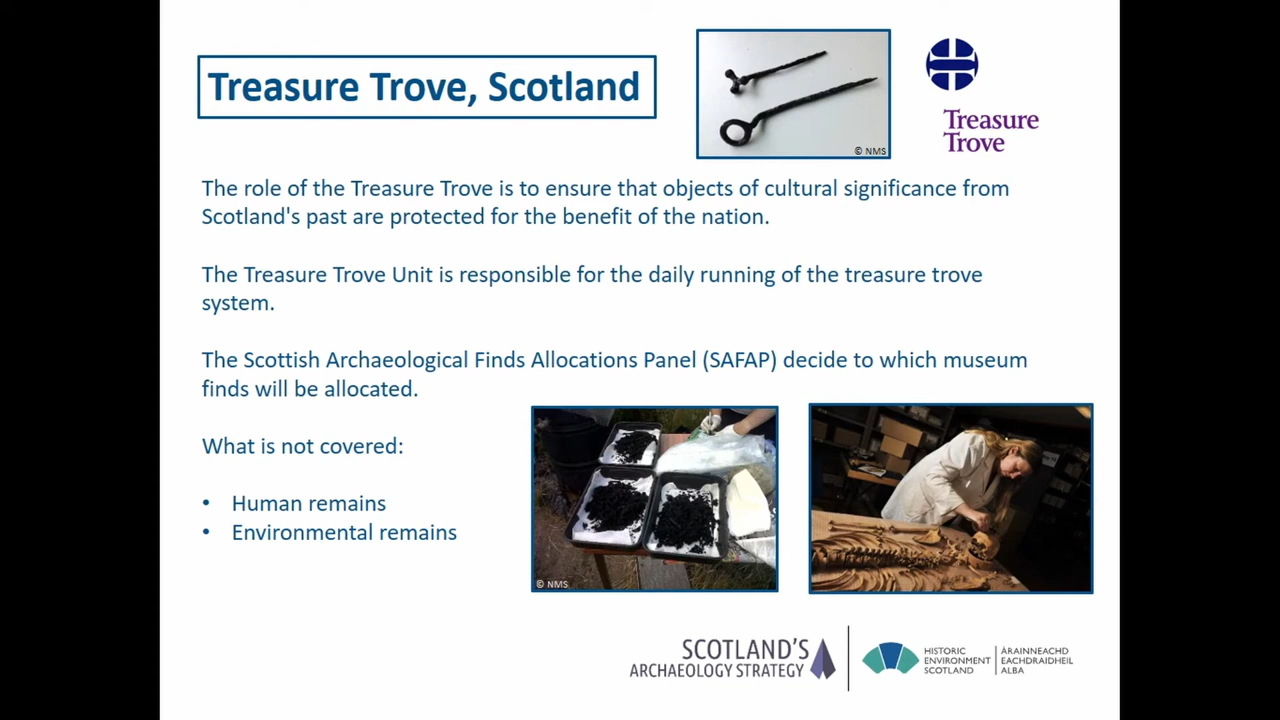 Treasure Trove, Scotland
© NMS
Treasure
Trove
The role of the Treasure Trove is to ensure that objects of cultural significance from
Scotland's past are protected for the benefit of the nation.
The Treasure Trove Unit is responsible for the daily running of the treasure trove
system.
The Scottish Archaeological Finds Allocations Panel (SAFAP) decide to which museum
finds will be allocated.
What is not covered:
• Human remains
• Environmental remains
© NMS
SCOTLAND'S
ARCHAEOLOGY STRATEGY
HISTORIC
ENVIRONMENT
SCOTLAND
ÀRAINNEACHD
EACHDRAIDHEIL
ALBA